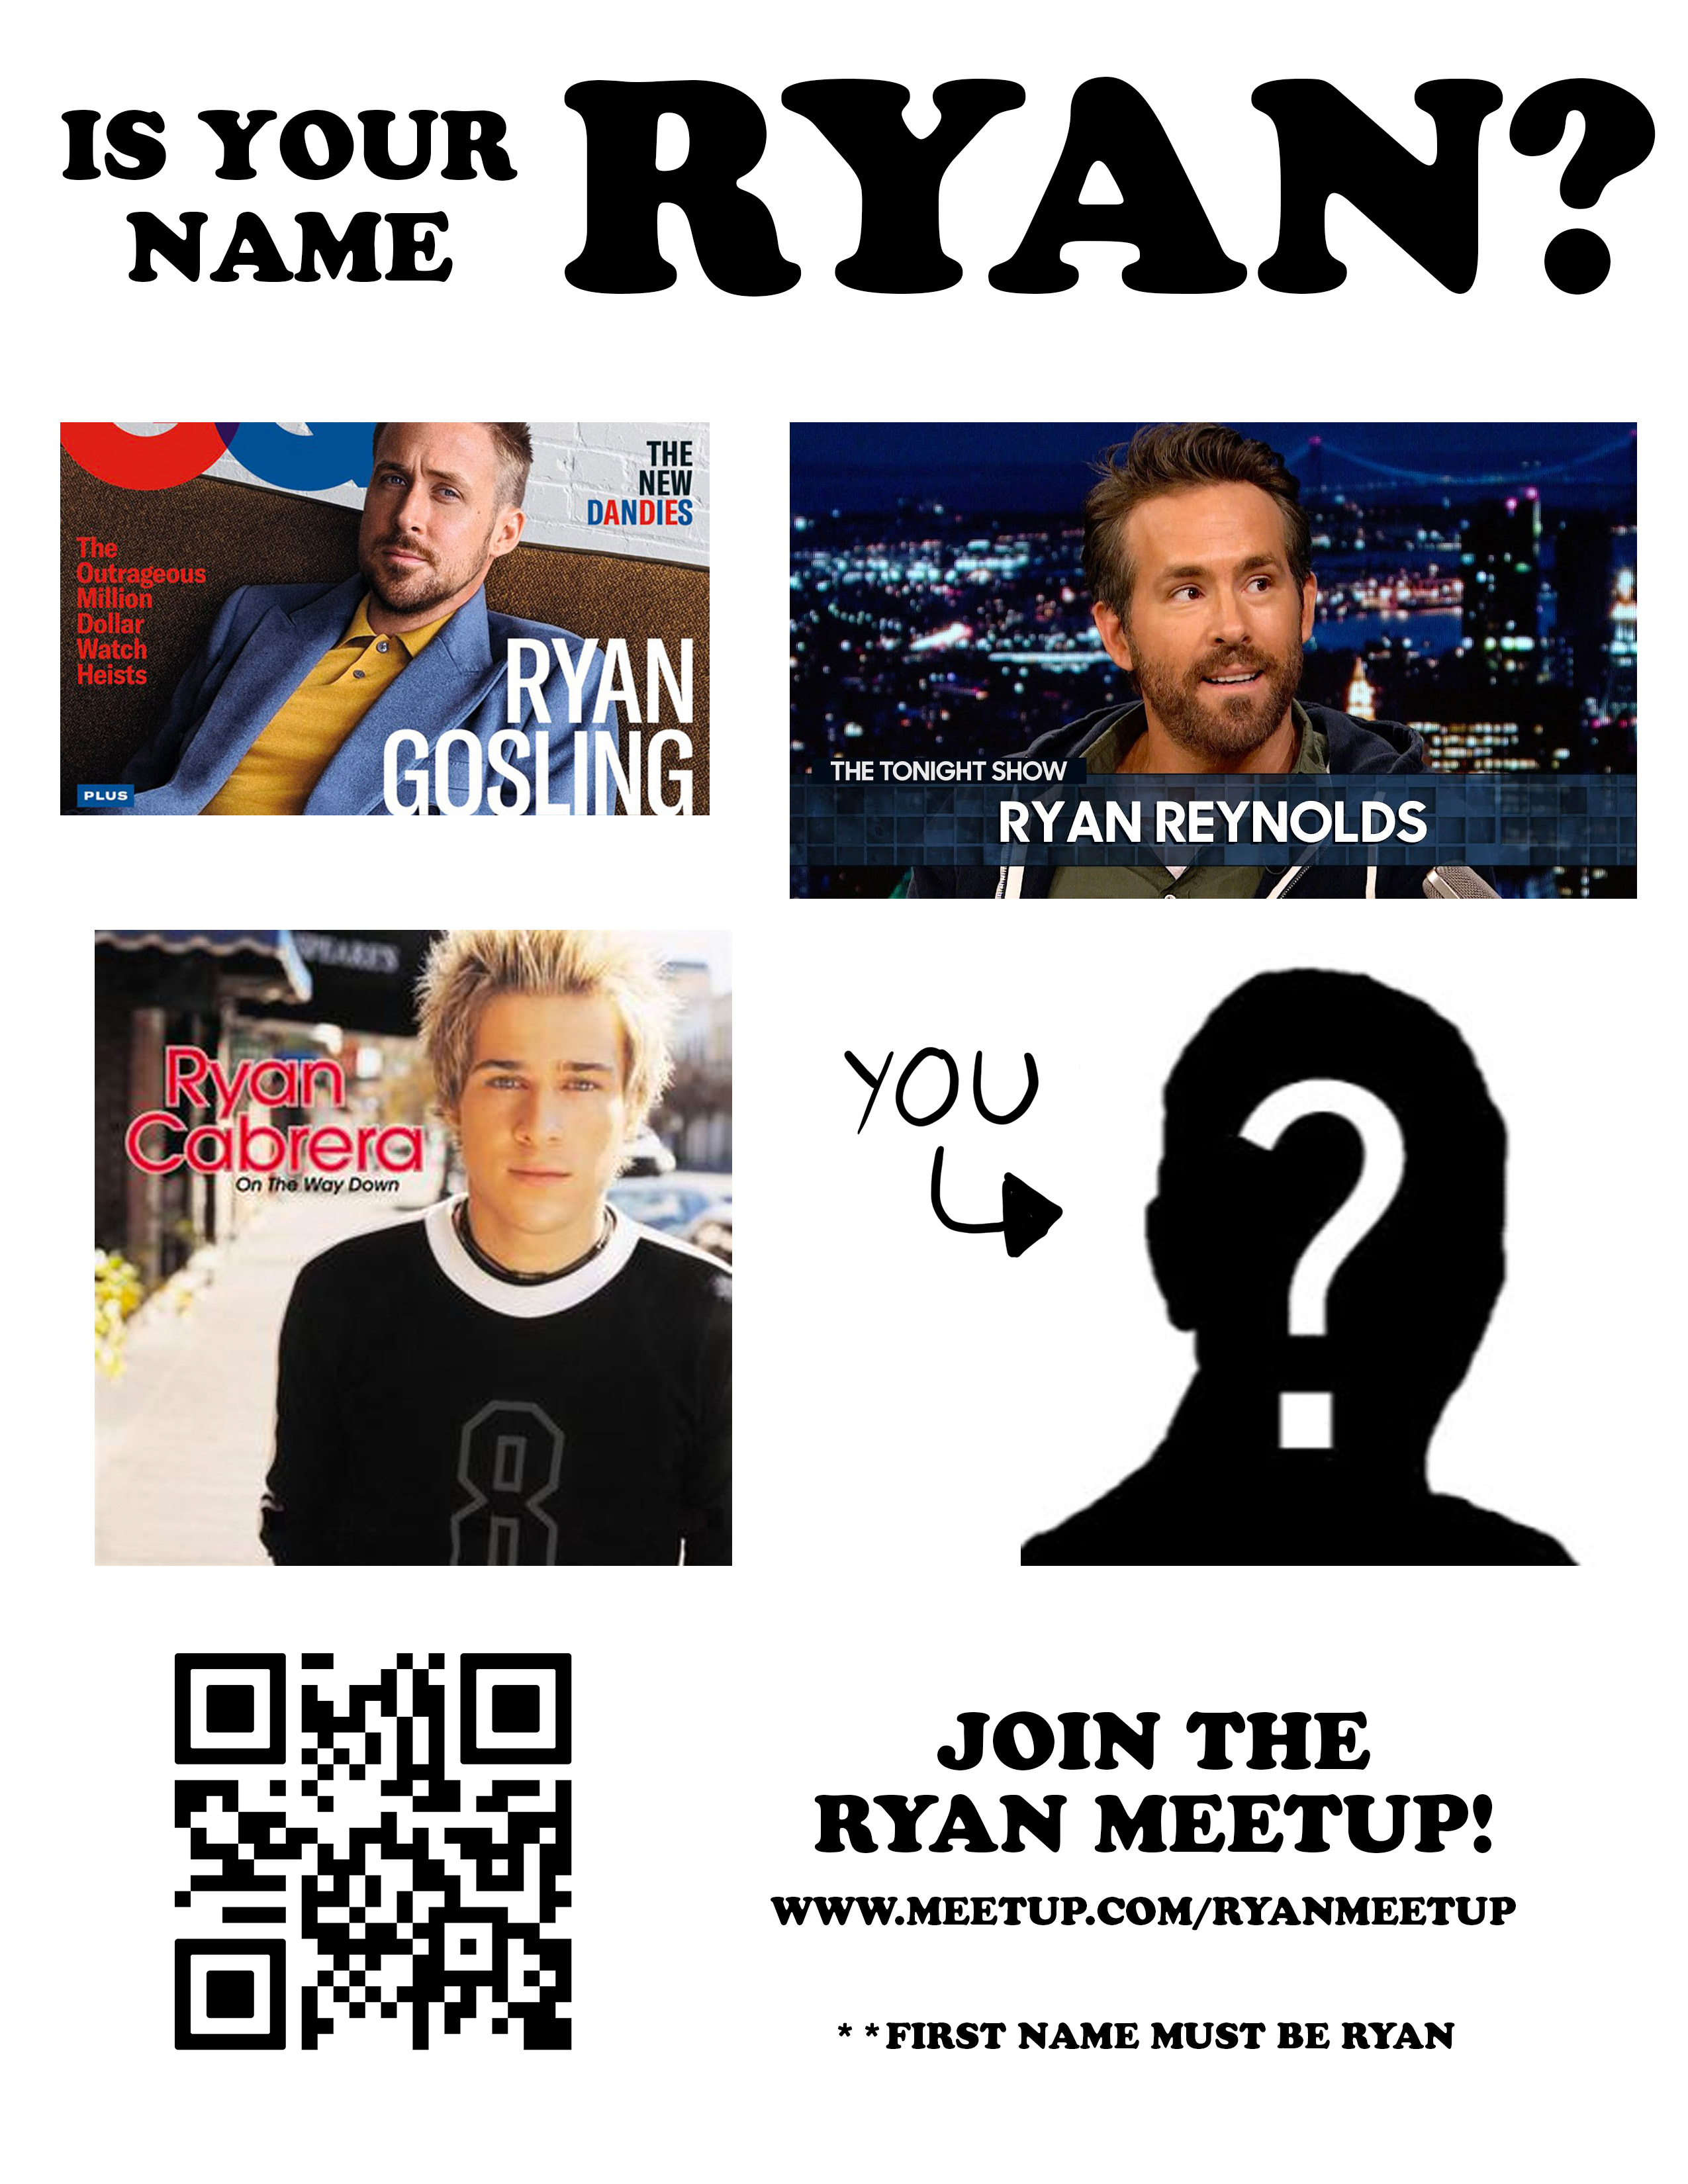 IS YOUR
NAME
RYAN?
THE
NEW
DANDIES
The
Outrageous
Million
Dollar
Watch
Heists
RYAN
GOSLING
PLUS
THE TONIGHT SHOW
RYAN REYNOLDS
Ryan
Cabrera
On The Way Down
8
YOU
?
JOIN THE
RYAN MEETUP!
WWW.MEETUP.COM/RYANMEETUP
**FIRST NAME MUST BE RYAN